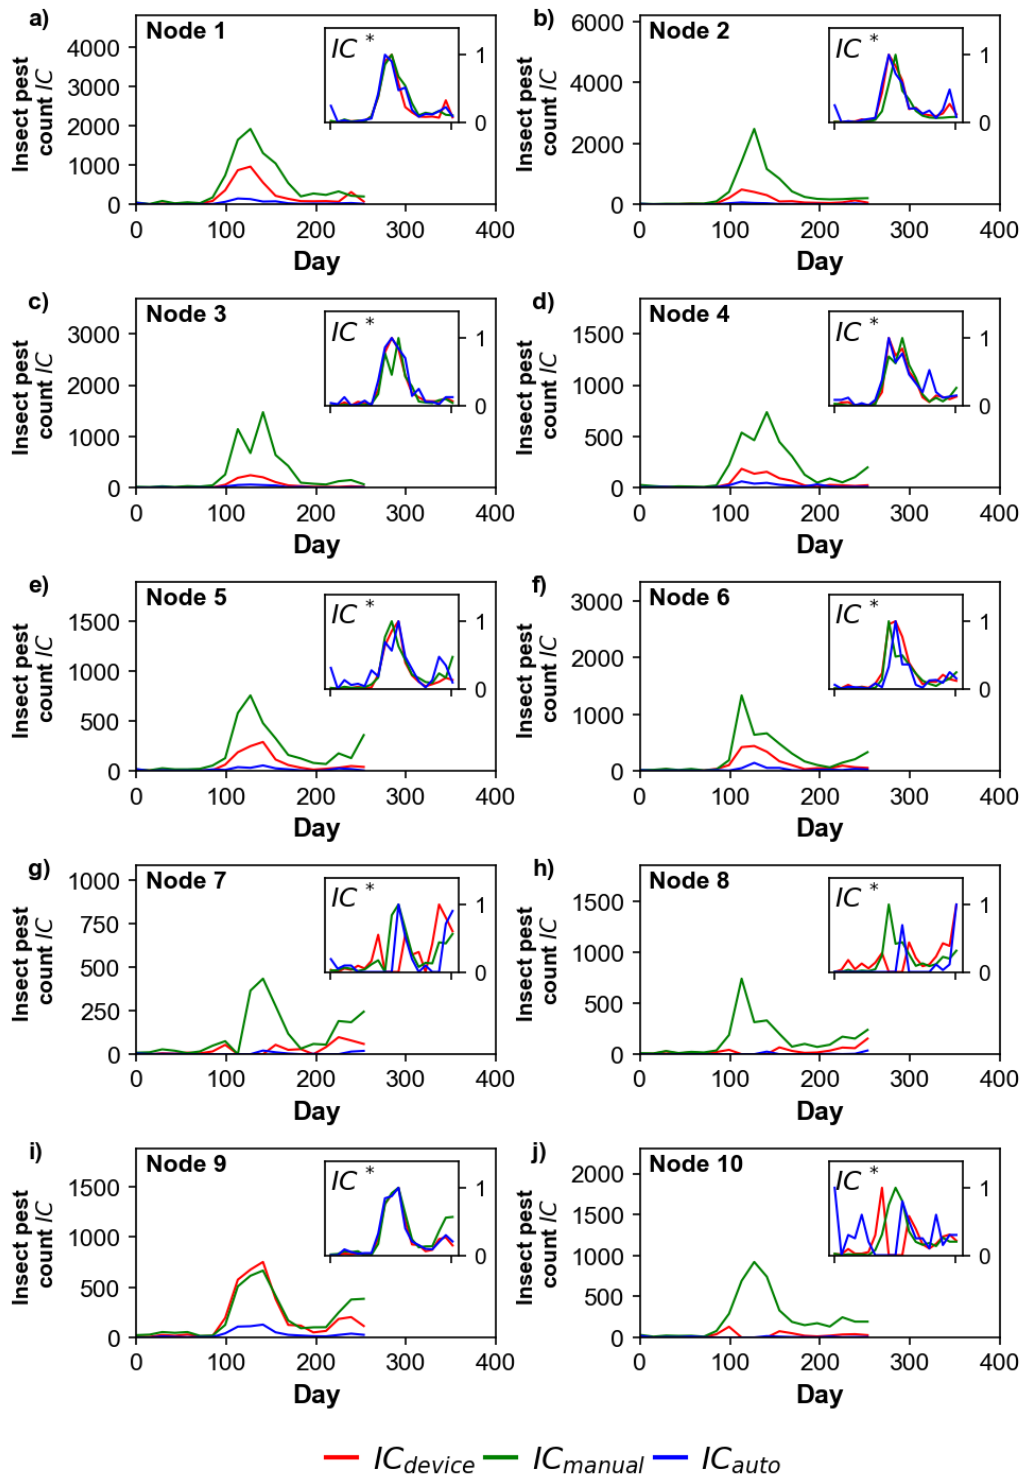 a)
Node 1
IC *
1
0
4000
3000
2000
1000
0
Insect pest
count IC
0 100 200 300 400
Day
b)
Node 2
IC *
1
0
6000
4000
2000
0
Insect pest
count IC
0 100 200 300 400
Day
c)
Node 3
IC *
1
0
3000
2000
1000
0
Insect pest
count IC
0 100 200 300 400
Day
d)
Node 4
IC *
1
0
1500
1000
500
0
Insect pest
count IC
0 100 200 300 400
Day
e)
Node 5
IC *
1
0
1500
1000
500
0
Insect pest
count IC
0 100 200 300 400
Day
f)
Node 6
IC *
1
0
3000
2000
1000
0
Insect pest
count IC
0 100 200 300 400
Day
g)
Node 7
IC *
1
0
1000
750
500
250
0
Insect pest
count IC
0 100 200 300 400
Day
h)
Node 8
IC *
1
0
1500
1000
500
0
Insect pest
count IC
0 100 200 300 400
Day
i)
Node 9
IC *
1
0
1500
1000
500
0
Insect pest
count IC
0 100 200 300 400
Day
j)
Node 10
IC *
1
0
2000
1500
1000
500
0
Insect pest
count IC
0 100 200 300 400
Day
IC device IC manual IC auto